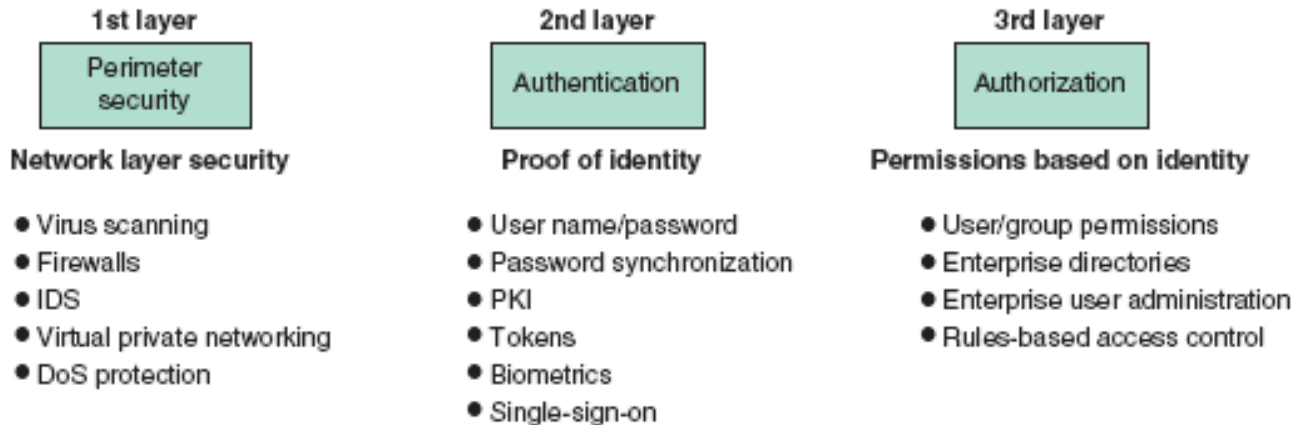 1st layer
Perimeter
security
Network layer security
● Virus scanning
● Firewalls
● IDS
● Virtual private networking
● DoS protection
2nd layer
Authentication
Proof of identity
● User name/password
● Password synchronization
● PKI
● Tokens
● Biometrics
● Single-sign-on
3rd layer
Authorization
Permissions based on identity
● User/group permissions
● Enterprise directories
● Enterprise user administration
● Rules-based access control